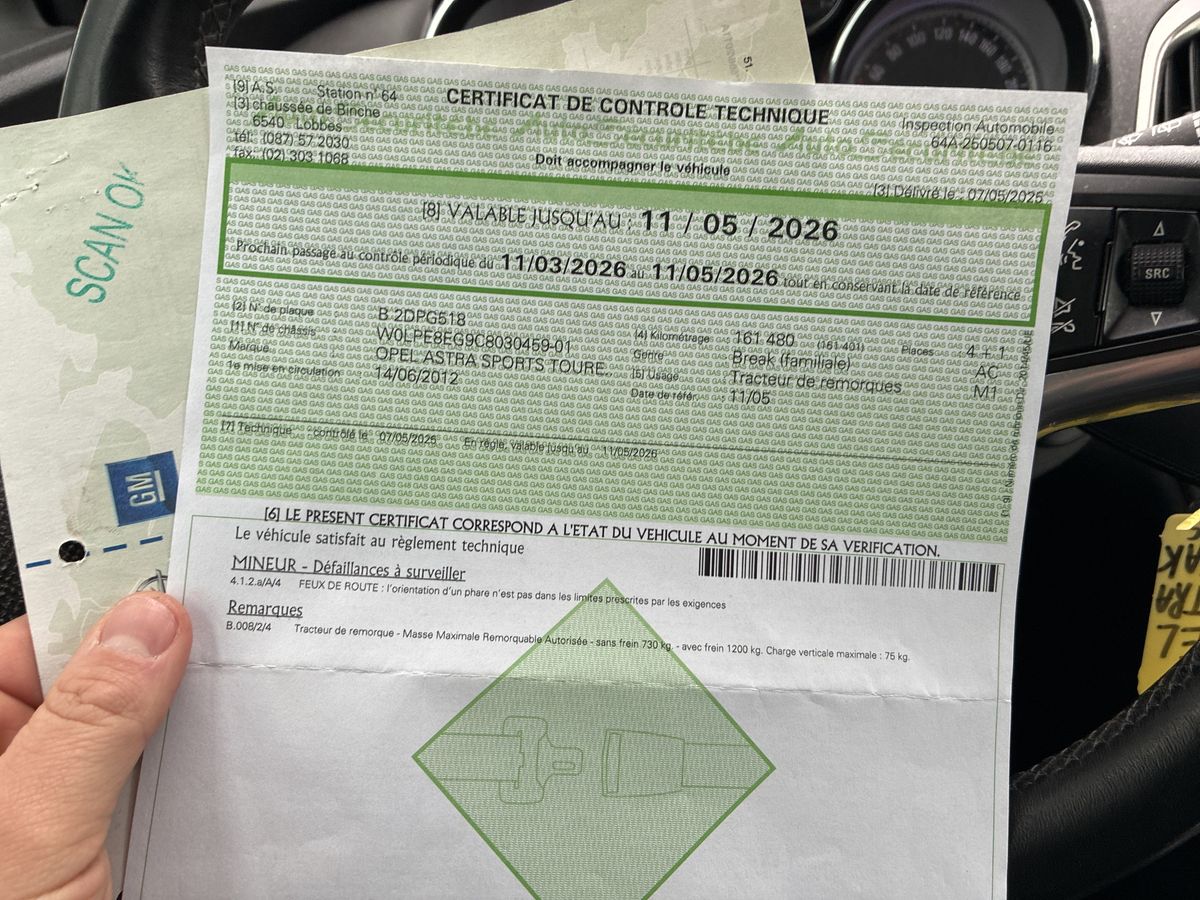 [9] A.S. Station n° 64
[3] chaussée de Binche
6540 Lobbes
tél. (087) 57.2030
fax. (02) 303.1068
CERTIFICAT DE CONTROLE TECHNIQUE
Doit accompagner le véhicule
Inspection Automobile
64A-250507-0116
[3] Délivré le : 07/05/2025
[8] VALABLE JUSQU'AU : 11 / 05 / 2026
Prochain passage au contrôle périodique du 11/03/2026 au 11/05/2026 tout en conservant la date de référence
[2] N° de plaque B 2DPG518
[1] N° de châssis W0LPE8EG9C8030459-01
Marque OPEL ASTRA SPORTS TOURE..
1e mise en circulation 14/06/2012
[4] Kilométrage : 161 480 (161 401) Places : 4 + 1
Genre : Break (familiale) AC
[5] Usage : Tracteur de remorques M1
Date de référ. : 11/05
[7] Technique contrôlé le 07/05/2025 En règle, valable jusqu'au 11/05/2026
[6] LE PRESENT CERTIFICAT CORRESPOND A L'ETAT DU VEHICULE AU MOMENT DE SA VERIFICATION.
Le véhicule satisfait au règlement technique
MINEUR - Défaillances à surveiller
4.1.2.a/A/4 FEUX DE ROUTE : l'orientation d'un phare n'est pas dans les limites prescrites par les exigences
Remarques
B.008/2/4 Tracteur de remorque - Masse Maximale Remorquable Autorisée - sans frein 730 kg. - avec frein 1200 kg. Charge verticale maximale : 75 kg.
SCAN OK
GM
SRC
51.